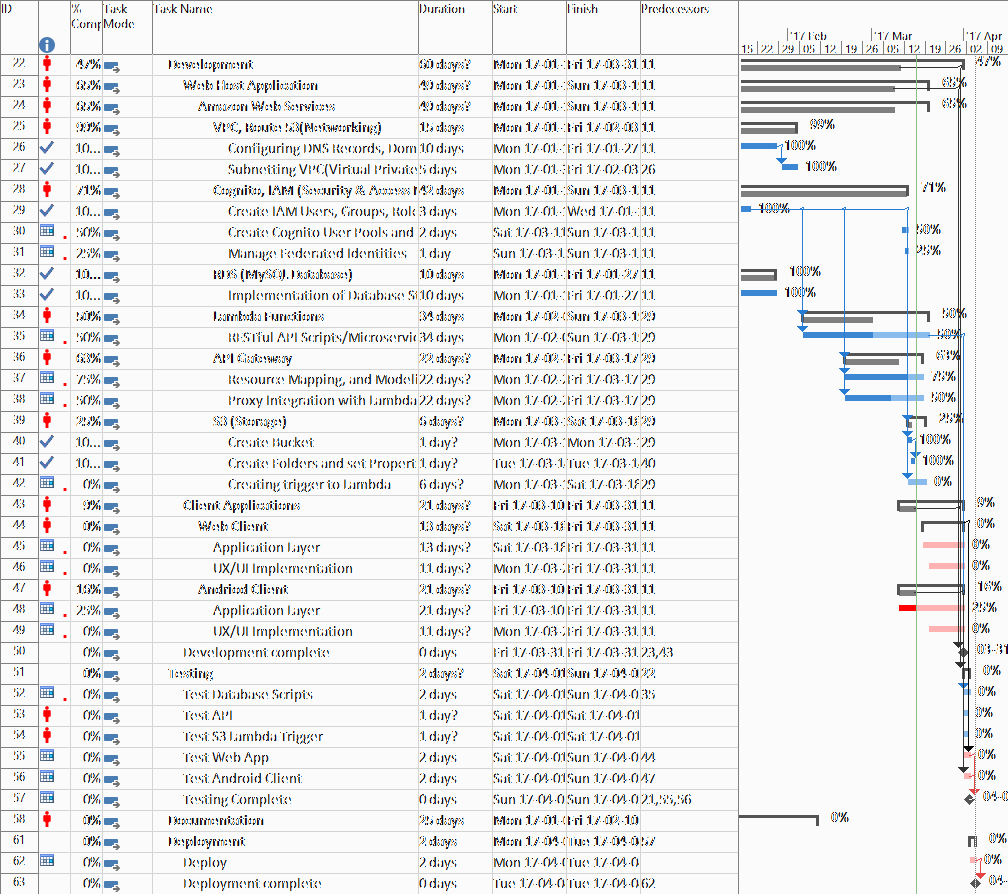 ID % Comp Task Mode Task Name Duration Start Finish Predecessors
'17 Feb '17 Mar '17 Apr
15 22 29 05 12 19 26 05 12 19 26 02 09
22 47% Development 60 days? Mon 17-01- Fri 17-03-31 11 47%
23 65% Web Host Application 49 days? Mon 17-01- Sun 17-03-1 11 65%
24 65% Amazon Web Services 49 days? Mon 17-01- Sun 17-03-1 11 65%
25 99% VPC, Route 53(Networking) 15 days Mon 17-01- Fri 17-02-03 11 99%
26 10... Configuring DNS Records, Dom 10 days Mon 17-01- Fri 17-01-27 11 100%
27 10... Subnetting VPC(Virtual Private 5 days Mon 17-01- Fri 17-02-03 26 100%
28 71% Cognito, IAM (Security & Access M 42 days Mon 17-01- Sun 17-03-1 11 71%
29 10... Create IAM Users, Groups, Role 3 days Mon 17-01- Wed 17-01- 11 100%
30 50% Create Cognito User Pools and 2 days Sat 17-03-1 Sun 17-03-1 11 50%
31 25% Manage Federated Identities 1 day Sun 17-03-1 Sun 17-03-1 11 25%
32 10... RDS (MySQL Database) 10 days Mon 17-01- Fri 17-01-27 11 100%
33 10... Implementation of Database St 10 days Mon 17-01- Fri 17-01-27 11 100%
34 50% Lambda Functions 34 days Mon 17-02- Sun 17-03-1 29 50%
35 50% RESTful API Scripts/Microservic 34 days Mon 17-02- Sun 17-03-1 29 50%
36 63% API Gateway 22 days? Mon 17-02- Fri 17-03-17 29 63%
37 75% Resource Mapping, and Modeli 22 days? Mon 17-02- Fri 17-03-17 29 75%
38 50% Proxy Integration with Lambda 22 days? Mon 17-02- Fri 17-03-17 29 50%
39 25% S3 (Storage) 6 days? Mon 17-03- Sat 17-03-18 29 25%
40 10... Create Bucket 1 day? Mon 17-03- Mon 17-03- 29 100%
41 10... Create Folders and set Propert 1 day? Tue 17-03-1 Tue 17-03-1 40 100%
42 0% Creating trigger to Lambda 6 days? Mon 17-03- Sat 17-03-18 29 0%
43 9% Client Applications 21 days? Fri 17-03-10 Fri 17-03-31 11 9%
44 0% Web Client 13 days? Sat 17-03-18 Fri 17-03-31 11 0%
45 0% Application Layer 13 days? Sat 17-03-18 Fri 17-03-31 11 0%
46 0% UX/UI Implementation 11 days? Mon 17-03- Fri 17-03-31 11 0%
47 16% Andriod Client 21 days? Fri 17-03-10 Fri 17-03-31 11 16%
48 25% Application Layer 21 days? Fri 17-03-10 Fri 17-03-31 11 25%
49 0% UX/UI Implementation 11 days? Mon 17-03- Fri 17-03-31 11 0%
50 0% Development complete 0 days Fri 17-03-31 Fri 17-03-31 23,43 03-31
51 0% Testing 2 days? Sat 17-04-01 Sun 17-04-0 22 0%
52 0% Test Database Scripts 2 days Sat 17-04-01 Sun 17-04-0 35 0%
53 0% Test API 1 day? Sat 17-04-01 Sat 17-04-01 0%
54 0% Test S3 Lambda Trigger 1 day? Sat 17-04-01 Sat 17-04-01 0%
55 0% Test Web App 2 days Sat 17-04-01 Sun 17-04-0 44 0%
56 0% Test Android Client 2 days Sat 17-04-01 Sun 17-04-0 47 0%
57 0% Testing Complete 0 days Sun 17-04-0 Sun 17-04-0 21,55,56 04-0
58 0% Documentation 25 days Mon 17-01- Fri 17-02-10 0%
61 0% Deployment 2 days Mon 17-04-0 Tue 17-04-0 57 0%
62 0% Deploy 2 days Mon 17-04-0 Tue 17-04-0 0%
63 0% Deployment complete 0 days Tue 17-04-0 Tue 17-04-0 62 04-